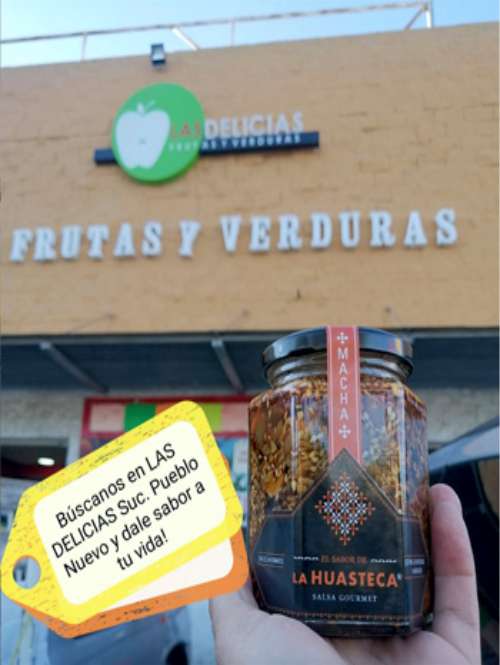 LAS DELICIAS
FRUTAS Y VERDURAS
FRUTAS Y VERDURAS
MACHA
Búscanos en LAS
DELICIAS Suc. Pueblo
Nuevo y dale sabor a
tu vida!
EL SABOR DE
LA HUASTECA®
SALSA GOURMET